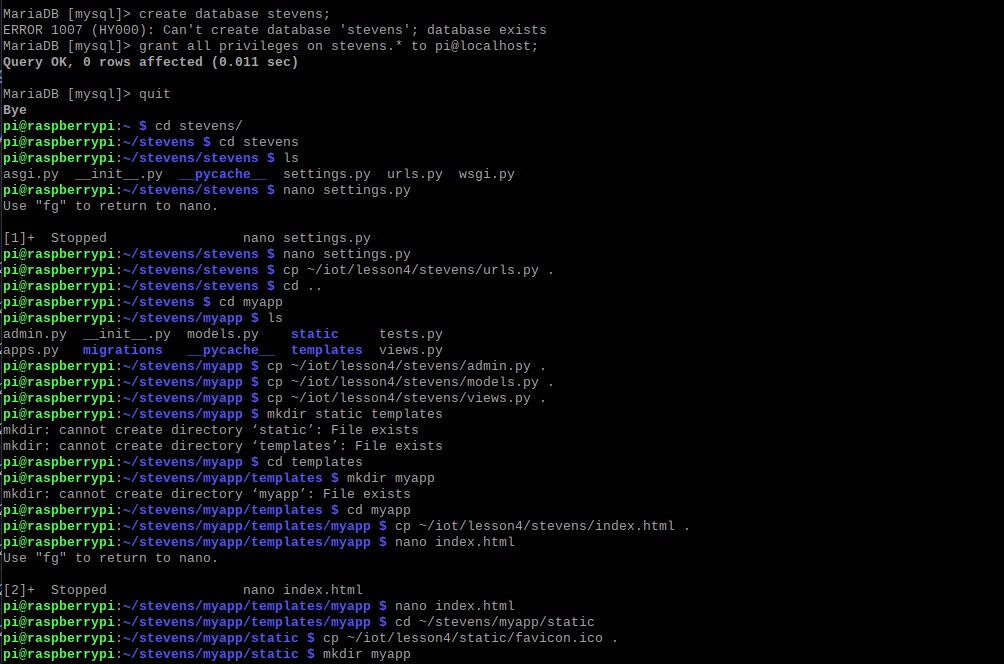 MariaDB [mysql]> create database stevens;
ERROR 1007 (HY000): Can't create database 'stevens'; database exists
MariaDB [mysql]> grant all privileges on stevens.* to pi@localhost;
Query OK, 0 rows affected (0.011 sec)
MariaDB [mysql]> quit
Bye
pi@raspberrypi:~ $ cd stevens/
pi@raspberrypi:~/stevens $ cd stevens
pi@raspberrypi:~/stevens/stevens $ ls
asgi.py  __init__.py  __pycache__  settings.py  urls.py  wsgi.py
pi@raspberrypi:~/stevens/stevens $ nano settings.py
Use "fg" to return to nano.
[1]+  Stopped                 nano settings.py
pi@raspberrypi:~/stevens/stevens $ nano settings.py
pi@raspberrypi:~/stevens/stevens $ cp ~/iot/lesson4/stevens/urls.py .
pi@raspberrypi:~/stevens/stevens $ cd ..
pi@raspberrypi:~/stevens $ cd myapp
pi@raspberrypi:~/stevens/myapp $ ls
admin.py  __init__.py  models.py    static     tests.py
apps.py   migrations   __pycache__  templates  views.py
pi@raspberrypi:~/stevens/myapp $ cp ~/iot/lesson4/stevens/admin.py .
pi@raspberrypi:~/stevens/myapp $ cp ~/iot/lesson4/stevens/models.py .
pi@raspberrypi:~/stevens/myapp $ cp ~/iot/lesson4/stevens/views.py .
pi@raspberrypi:~/stevens/myapp $ mkdir static templates
mkdir: cannot create directory ‘static’: File exists
mkdir: cannot create directory ‘templates’: File exists
pi@raspberrypi:~/stevens/myapp $ cd templates
pi@raspberrypi:~/stevens/myapp/templates $ mkdir myapp
mkdir: cannot create directory ‘myapp’: File exists
pi@raspberrypi:~/stevens/myapp/templates $ cd myapp
pi@raspberrypi:~/stevens/myapp/templates/myapp $ cp ~/iot/lesson4/stevens/index.html .
pi@raspberrypi:~/stevens/myapp/templates/myapp $ nano index.html
Use "fg" to return to nano.
[2]+  Stopped                 nano index.html
pi@raspberrypi:~/stevens/myapp/templates/myapp $ nano index.html
pi@raspberrypi:~/stevens/myapp/templates/myapp $ cd ~/stevens/myapp/static
pi@raspberrypi:~/stevens/myapp/static $ cp ~/iot/lesson4/static/favicon.ico .
pi@raspberrypi:~/stevens/myapp/static $ mkdir myapp